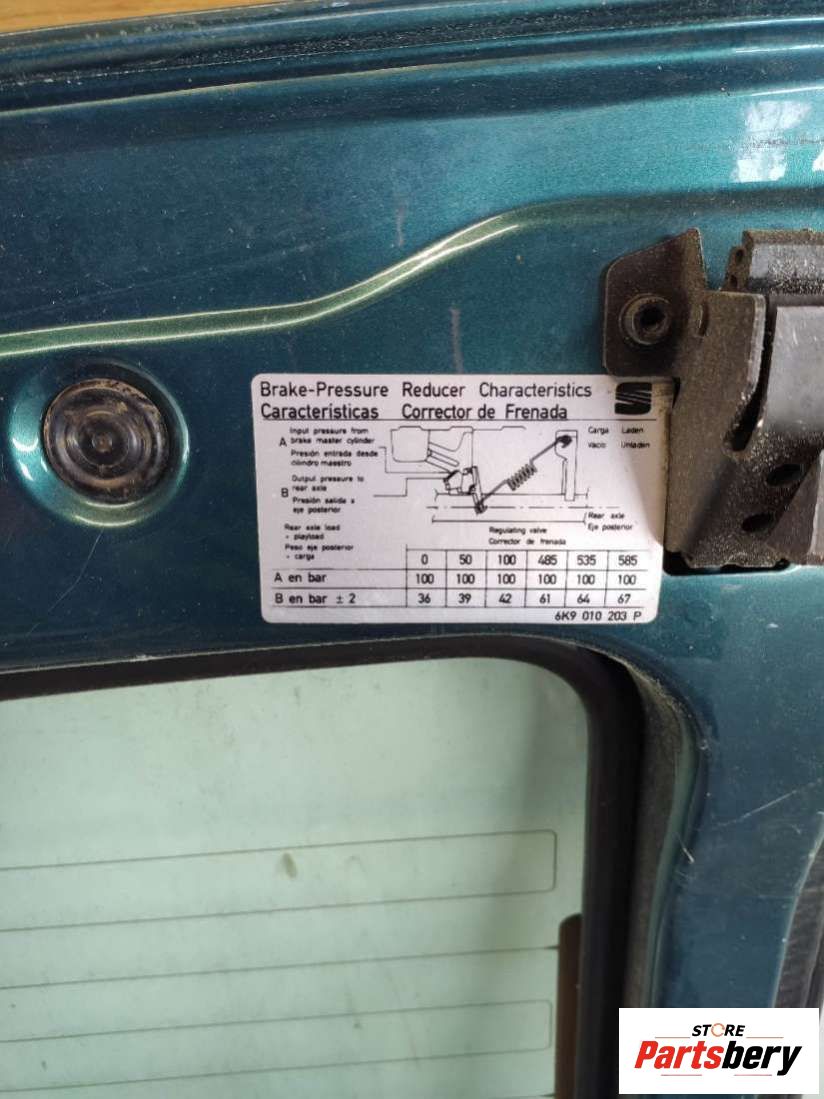 Brake-Pressure Reducer Characteristics
Características Corrector de Frenada
Input pressure from
A brake master cylinder
Presión entrada desde
cilindro maestro
Output pressure to
B rear axle
Presión salida a
eje posterior
Carga Laden
Vacío Unladen
Rear axle
Eje posterior
Regulating valve
Corrector de frenada
Rear axle load
+ playload
Peso eje posterior
+ carga
0 50 100 485 535 585
A en bar 100 100 100 100 100 100
B en bar ± 2 36 39 42 61 64 67
6K9 010 203 P
STORE
Partsbery